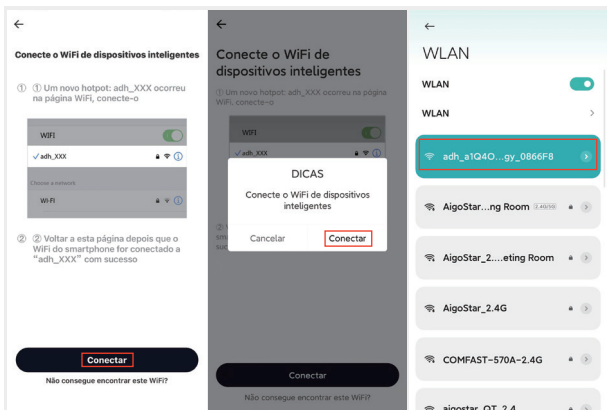 Conecte o WiFi de dispositivos inteligentes
① ① Um novo hotpot: adh_XXX ocorreu
na página WiFi, conecte-o
WIFI
✓ adh_XXX
Choose a network
Wi-Fi
② ② Voltar a esta página depois que o
WiFi do smartphone for conectado a
“adh_XXX” com sucesso
Conectar
Não consegue encontrar este WiFi?
Conecte o WiFi de
dispositivos inteligentes
① Um novo hotpot: adh_XXX ocorreu na página
WiFi, conecte-o
WIFI
✓ adh_XXX
DICAS
Conecte o WiFi de dispositivos
inteligentes
Cancelar
Conectar
Conectar
Não consegue encontrar este WiFi?
WLAN
WLAN
WLAN
adh_a1Q4O...gy_0866F8
AigoStar...ng Room 2.4G/5G
AigoStar_2....eting Room
AigoStar_2.4G
COMFAST-570A-2.4G
aigostar_QT_2.4